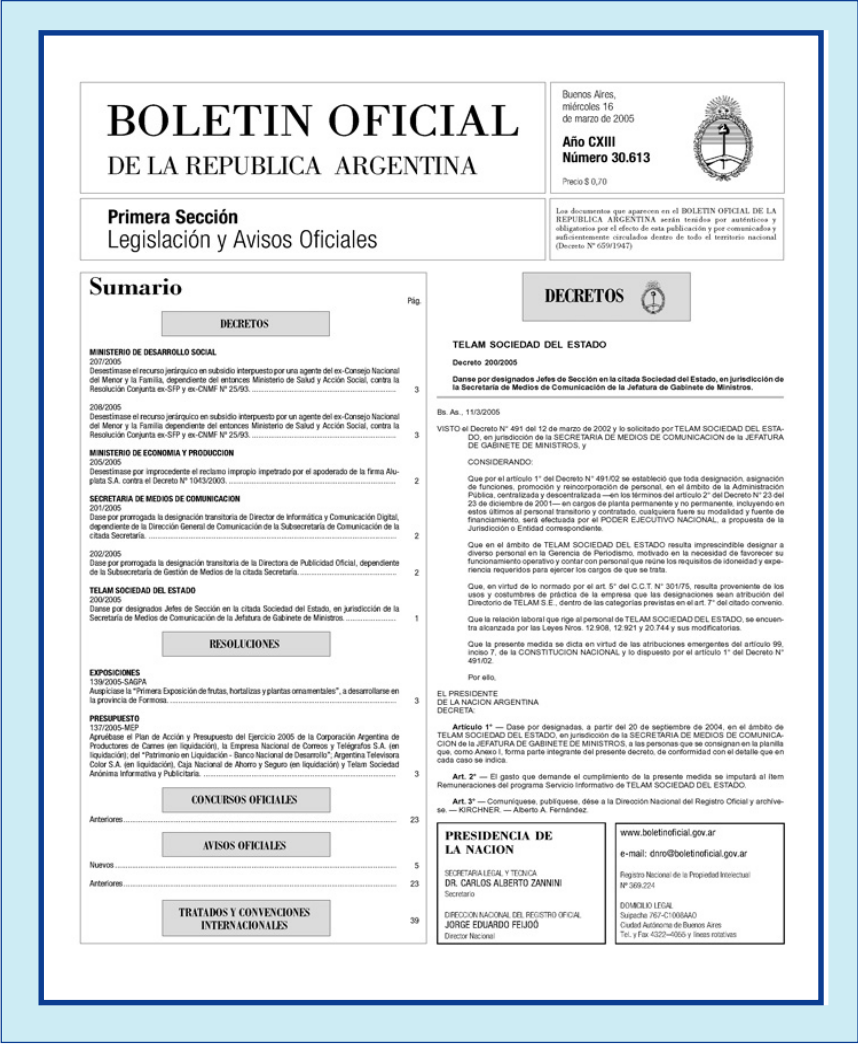 BOLETIN OFICIAL
DE LA REPUBLICA ARGENTINA
Buenos Aires,
miércoles 16
de marzo de 2005
Año CXIII
Número 30.613
Precio $ 0,70
Primera Sección
Legislación y Avisos Oficiales
Los documentos que aparecen en el BOLETIN OFICIAL DE LA
REPUBLICA ARGENTINA serán tenidos por auténticos y
obligatorios por el efecto de esta publicación y por comunicados y
suficientemente circulados dentro de todo el territorio nacional
(Decreto Nº 659/1947)
Sumario
Pág.
DECRETOS
MINISTERIO DE DESARROLLO SOCIAL
207/2005
Desestímase el recurso jerárquico en subsidio interpuesto por una agente del ex-Consejo Nacional
del Menor y la Familia, dependiente del entonces Ministerio de Salud y Acción Social, contra la
Resolución Conjunta ex-SFP y ex-CNMF Nº 25/93. 3
208/2005
Desestímase el recurso jerárquico en subsidio interpuesto por un agente del ex-Consejo Nacional
del Menor y la Familia, dependiente del entonces Ministerio de Salud y Acción Social, contra la
Resolución Conjunta ex-SFP y ex-CNMF Nº 25/93. 3
MINISTERIO DE ECONOMIA Y PRODUCCION
205/2005
Desestímase por improcedente el reclamo impropio impetrado por el apoderado de la firma Alu-
plata S.A. contra el Decreto Nº 1043/2003. 2
SECRETARIA DE MEDIOS DE COMUNICACION
201/2005
Dase por prorrogada la designación transitoria de Director de Informática y Comunicación Digital,
dependiente de la Dirección General de Comunicación de la Subsecretaría de Comunicación de la
citada Secretaría. 2
202/2005
Dase por prorrogada la designación transitoria de la Directora de Publicidad Oficial, dependiente
de la Subsecretaría de Gestión de Medios de la citada Secretaría. 2
TELAM SOCIEDAD DEL ESTADO
200/2005
Danse por designados Jefes de Sección en la citada Sociedad del Estado, en jurisdicción de la
Secretaría de Medios de Comunicación de la Jefatura de Gabinete de Ministros. 1
RESOLUCIONES
EXPOSICIONES
139/2005-SAGPA
Auspíciase la "Primera Exposición de frutas, hortalizas y plantas ornamentales", a desarrollarse en
la provincia de Formosa. 3
PRESUPUESTO
137/2005-MEP
Apruébase el Plan de Acción y Presupuesto del Ejercicio 2005 de la Corporación Argentina de
Productores de Carnes (en liquidación), la Empresa Nacional de Correos y Telégrafos S.A. (en
liquidación); del "Patrimonio en Liquidación - Banco Nacional de Desarrollo"; Argentina Televisora
Color S.A. (en liquidación), Caja Nacional de Ahorro y Seguro (en liquidación) y Telam Sociedad
Anónima Informativa y Publicitaria. 3
CONCURSOS OFICIALES
Anteriores 23
AVISOS OFICIALES
Nuevos 5
Anteriores 23
TRATADOS Y CONVENCIONES
INTERNACIONALES
39
DECRETOS
TELAM SOCIEDAD DEL ESTADO
Decreto 200/2005
Danse por designados Jefes de Sección en la citada Sociedad del Estado, en jurisdicción de
la Secretaría de Medios de Comunicación de la Jefatura de Gabinete de Ministros.
Bs. As., 11/3/2005
VISTO el Decreto N° 491 del 12 de marzo de 2002 y lo solicitado por TELAM SOCIEDAD DEL ESTA-
DO, en jurisdicción de la SECRETARIA DE MEDIOS DE COMUNICACION de la JEFATURA
DE GABINETE DE MINISTROS, y
CONSIDERANDO:
Que por el artículo 1° del Decreto N° 491/02 se estableció que toda designación, asignación
de funciones, promoción y reincorporación de personal, en el ámbito de la Administración
Pública, centralizada y descentralizada —en los términos del artículo 2° del Decreto N° 23 del
23 de diciembre de 2001— en cargos de planta permanente y no permanente, incluyendo en
estos últimos al personal transitorio y contratado, cualquiera fuere su modalidad y fuente de
financiamiento, será efectuada por el PODER EJECUTIVO NACIONAL, a propuesta de la
Jurisdicción o Entidad correspondiente.
Que en el ámbito de TELAM SOCIEDAD DEL ESTADO resulta imprescindible designar a
diverso personal en la Gerencia de Periodismo, motivado en la necesidad de favorecer su
funcionamiento operativo y contar con personal que reúne los requisitos de idoneidad y expe-
riencia requeridos para ejercer los cargos de que se trata.
Que, en virtud de lo normado por el art. 5° del C.C.T. N° 301/75, resulta proveniente de los
usos y costumbres de práctica de la empresa que las designaciones sean atribución del
Directorio de TELAM S.E., dentro de las categorías previstas en el art. 7° del citado convenio.
Que la relación laboral que rige al personal de TELAM SOCIEDAD DEL ESTADO, se encuen-
tra alcanzada por las Leyes Nros. 12.908, 12.921 y 20.744 y sus modificatorias.
Que la presente medida se dicta en virtud de las atribuciones emergentes del artículo 99,
inciso 7, de la CONSTITUCION NACIONAL y lo dispuesto por el artículo 1° del Decreto N°
491/02.
Por ello,
EL PRESIDENTE
DE LA NACION ARGENTINA
DECRETA:
Artículo 1° — Dase por designadas, a partir del 20 de septiembre de 2004, en el ámbito de
TELAM SOCIEDAD DEL ESTADO, en jurisdicción de la SECRETARIA DE MEDIOS DE COMUNICA-
CION de la JEFATURA DE GABINETE DE MINISTROS, a las personas que se consignan en la planilla
que, como Anexo I, forma parte integrante del presente decreto, de conformidad con el detalle que en
cada caso se indica.
Art. 2° — El gasto que demande el cumplimiento de la presente medida se imputará al ítem
Remuneraciones del programa Servicio Informativo de TELAM SOCIEDAD DEL ESTADO.
Art. 3° — Comuníquese, publíquese, dése a la Dirección Nacional del Registro Oficial y archíve-
se. — KIRCHNER. — Alberto A. Fernández.
PRESIDENCIA DE
LA NACION
SECRETARIA LEGAL Y TECNICA
DR. CARLOS ALBERTO ZANNINI
Secretario
DIRECCION NACIONAL DEL REGISTRO OFICIAL
JORGE EDUARDO FEIJOÓ
Director Nacional
www.boletinoficial.gov.ar
e-mail: dnro@boletinoficial.gov.ar
Registro Nacional de la Propiedad Intelectual
Nº 369.224
DOMICILIO LEGAL
Suipacha 767-C1008AAO
Ciudad Autónoma de Buenos Aires
Tel. y Fax 4322-4055 y líneas rotativas